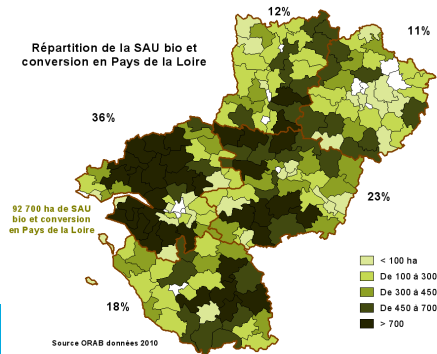 12%
11%
Répartition de la SAU bio et
conversion en Pays de la Loire
36%
92 700 ha de SAU
bio et conversion
en Pays de la Loire
23%
18%
< 100 ha
De 100 à 300
De 300 à 450
De 450 à 700
> 700
Source ORAB données 2010